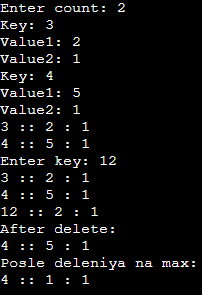 Enter count: 2
Key: 3
Value1: 2
Value2: 1
Key: 4
Value1: 5
Value2: 1
3 :: 2 : 1
4 :: 5 : 1
Enter key: 12
3 :: 2 : 1
4 :: 5 : 1
12 :: 2 : 1
After delete:
4 :: 5 : 1
Posle deleniya na max:
4 :: 1 : 1